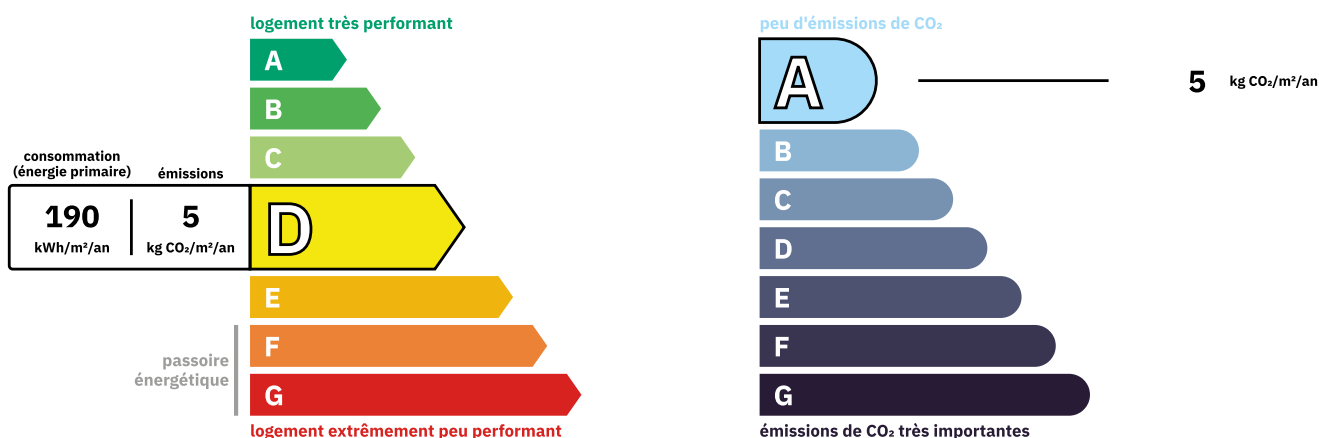 logement très performant
A
B
C
consommation
(énergie primaire)
émissions
190
kWh/m²/an
5
kg CO₂/m²/an
D
E
F
G
passoire
énergétique
logement extrêmement peu performant
peu d'émissions de CO₂
A
5 kg CO₂/m²/an
B
C
D
E
F
G
émissions de CO₂ très importantes